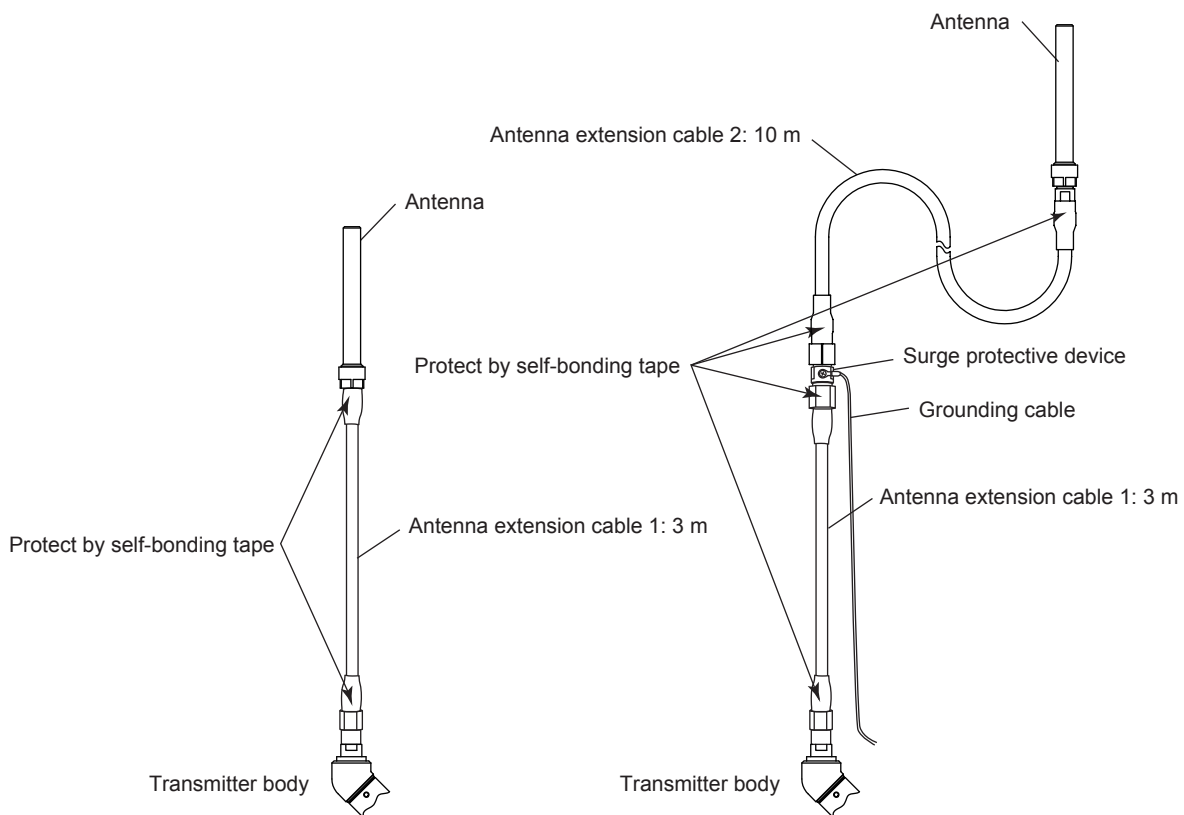 Antenna
Antenna extension cable 2: 10 m
Antenna
Protect by self-bonding tape
Surge protective device
Grounding cable
Antenna extension cable 1: 3 m
Antenna extension cable 1: 3 m
Protect by self-bonding tape
Transmitter body
Transmitter body